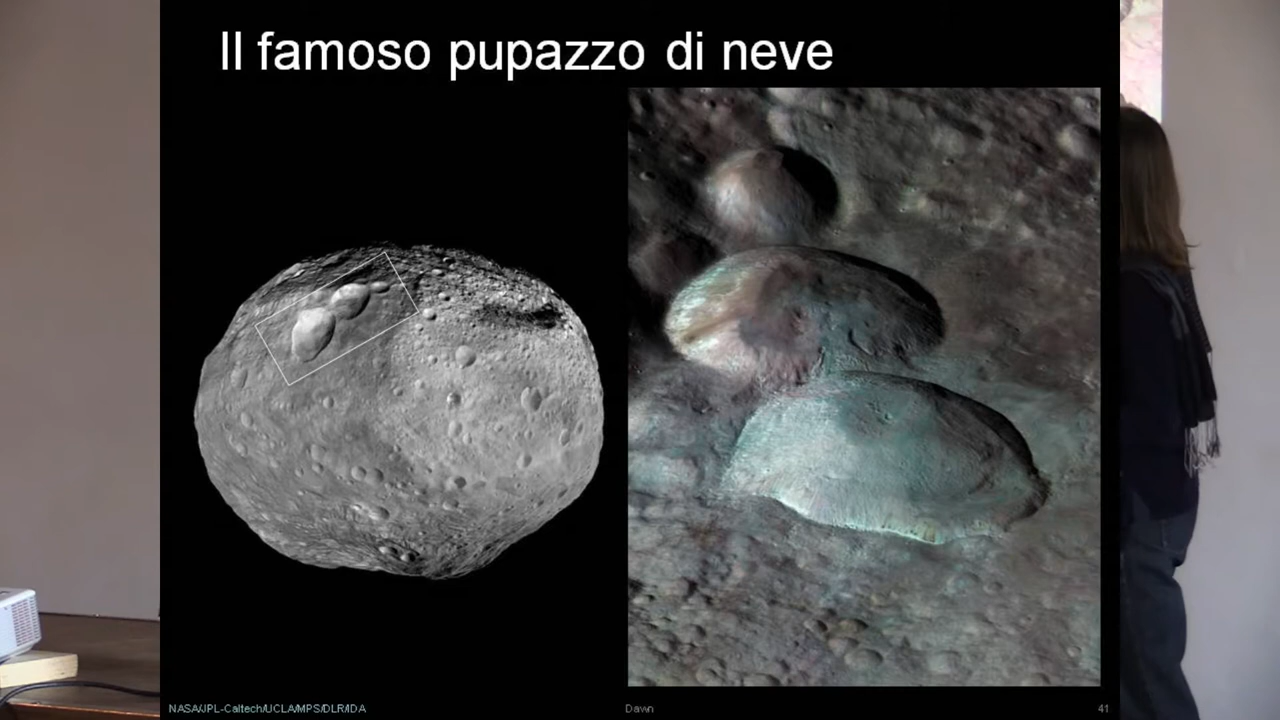 Il famoso pupazzo di neve
NASA/JPL-Caltech/UCLA/MPS/DLR/IDA
Dawn
41